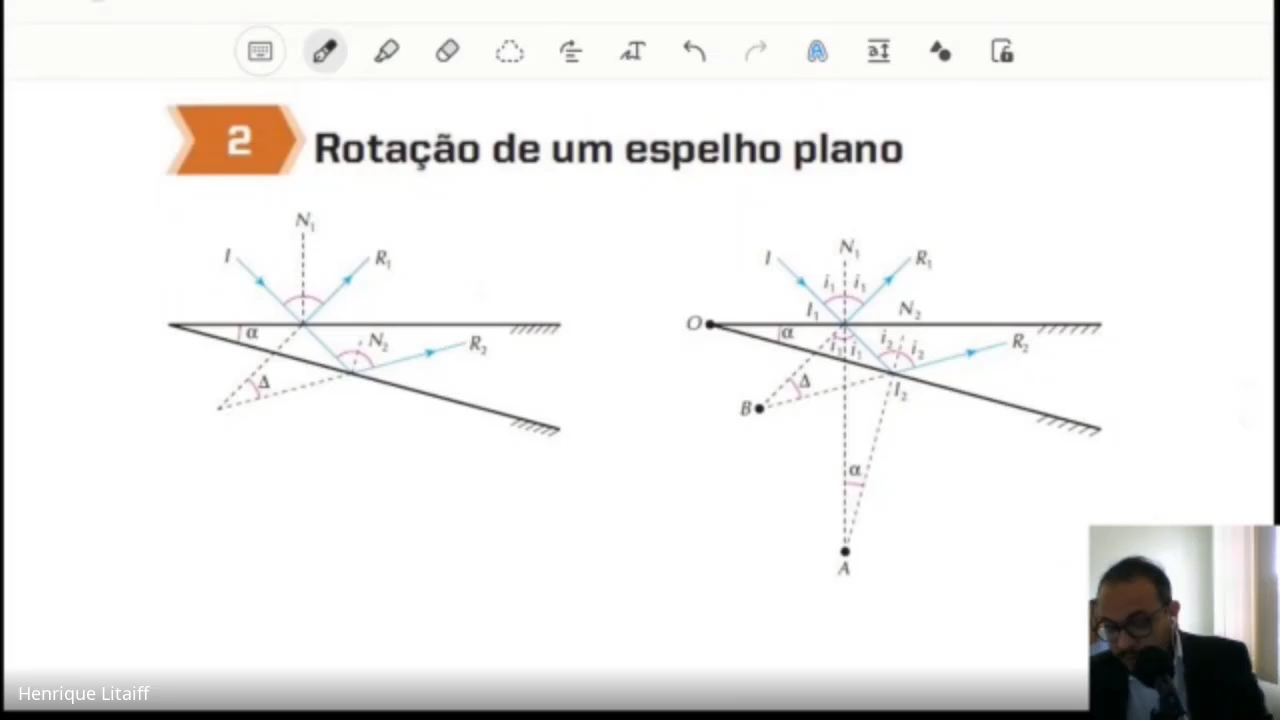 2 Rotação de um espelho plano
N₁
I
R₁
α
N₂
R₂
Δ
N₁
I
R₁
i₁ i₁
I₁
N₂
O
α
i₁ i₁
i₂ i₂
R₂
Δ
I₂
B
α
A
Henrique Litaiff